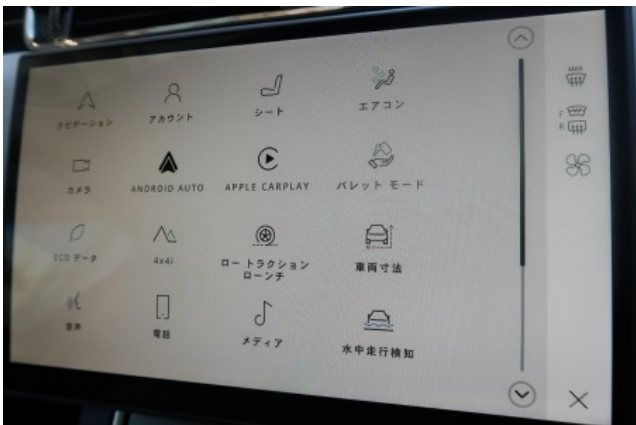 ナビゲーション
アカウント
シート
エアコン
カメラ
ANDROID AUTO
APPLE CARPLAY
バレット モード
ECO データ
4x4i
ロー トラクション
ローンチ
車両寸法
音声
電話
メディア
水中走行検知
MAX
F
R